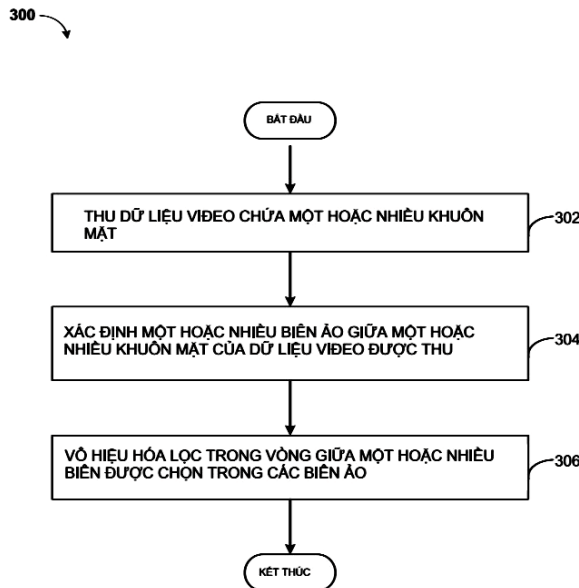 300
BẮT ĐẦU
THU DỮ LIỆU VIĐEO CHỨA MỘT HOẶC NHIỀU KHUÔN
MẶT
302
XÁC ĐỊNH MỘT HOẶC NHIỀU BIÊN ẢO GIỮA MỘT HOẶC
NHIỀU KHUÔN MẶT CỦA DỮ LIỆU VIĐEO ĐƯỢC THU
304
VÔ HIỆU HÓA LỌC TRONG VÒNG GIỮA MỘT HOẶC NHIỀU
BIÊN ĐƯỢC CHỌN TRONG CÁC BIÊN ẢO
306
KẾT THÚC